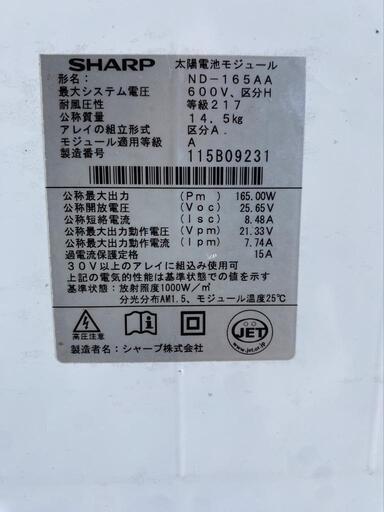 SHARP 太陽電池モジュール
形名: ND-165AA
最大システム電圧 600V、区分H
耐風圧性 等級217
公称質量 14.5kg
アレイの組立形式 区分A.
モジュール適用等級 A
製造番号 115B09231
公称最大出力 (Pm) 165.00W
公称開放電圧 (Voc) 25.65V
公称短絡電流 (Isc) 8.48A
公称最大出力動作電圧 (Vpm) 21.33V
公称最大出力動作電流 (Ipm) 7.74A
過電流保護定格 15A
30V以上のアレイに組込み使用可
上記の電気的性能は基準状態での値を示す
基準状態: 放射照度1000W/㎡
分光分布AM1.5、モジュール温度25℃
高圧注意
JET
www.jet.or.jp
製造者名: シャープ株式会社